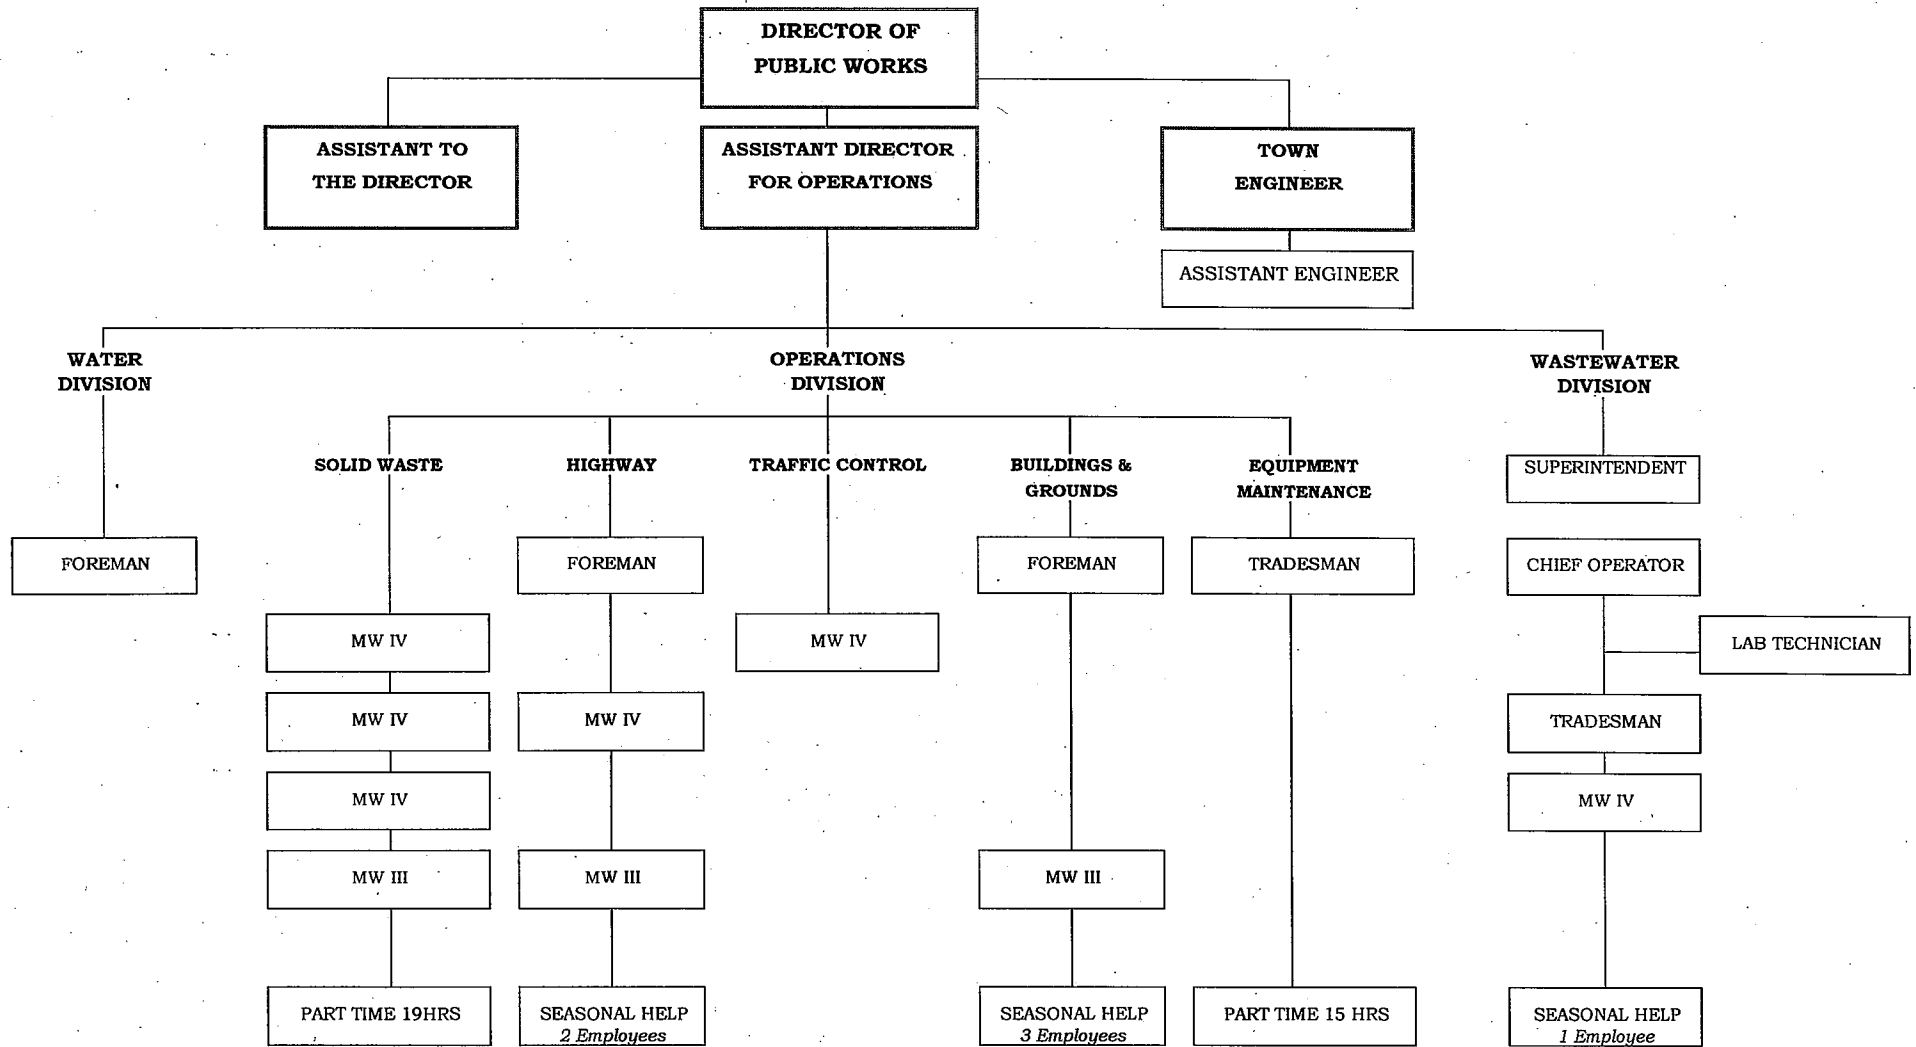 DIRECTOR OF
PUBLIC WORKS
ASSISTANT TO
THE DIRECTOR
ASSISTANT DIRECTOR
FOR OPERATIONS
TOWN
ENGINEER
ASSISTANT ENGINEER
WATER
DIVISION
OPERATIONS
DIVISION
WASTEWATER
DIVISION
SOLID WASTE
HIGHWAY
TRAFFIC CONTROL
BUILDINGS &
GROUNDS
EQUIPMENT
MAINTENANCE
SUPERINTENDENT
FOREMAN
FOREMAN
FOREMAN
TRADESMAN
CHIEF OPERATOR
MW IV
MW IV
LAB TECHNICIAN
MW IV
MW IV
TRADESMAN
MW IV
MW IV
MW III
MW III
MW III
PART TIME 19HRS
SEASONAL HELP
2 Employees
SEASONAL HELP
3 Employees
PART TIME 15 HRS
SEASONAL HELP
1 Employee